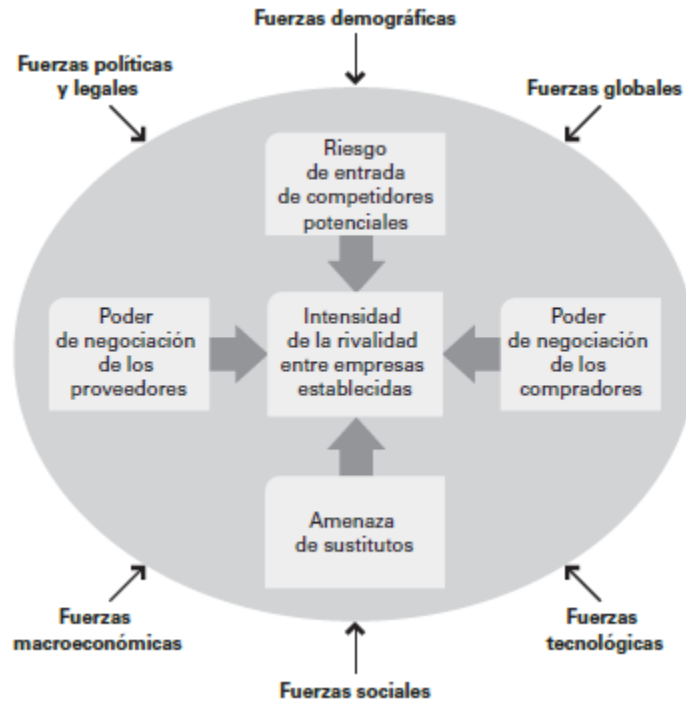 Fuerzas demográficas
Fuerzas políticas
y legales
Fuerzas globales
Riesgo
de entrada
de competidores
potenciales
Poder
de negociación
de los
proveedores
Intensidad
de la rivalidad
entre empresas
establecidas
Poder
de negociación
de los
compradores
Amenaza
de sustitutos
Fuerzas
macroeconómicas
Fuerzas
tecnológicas
Fuerzas sociales